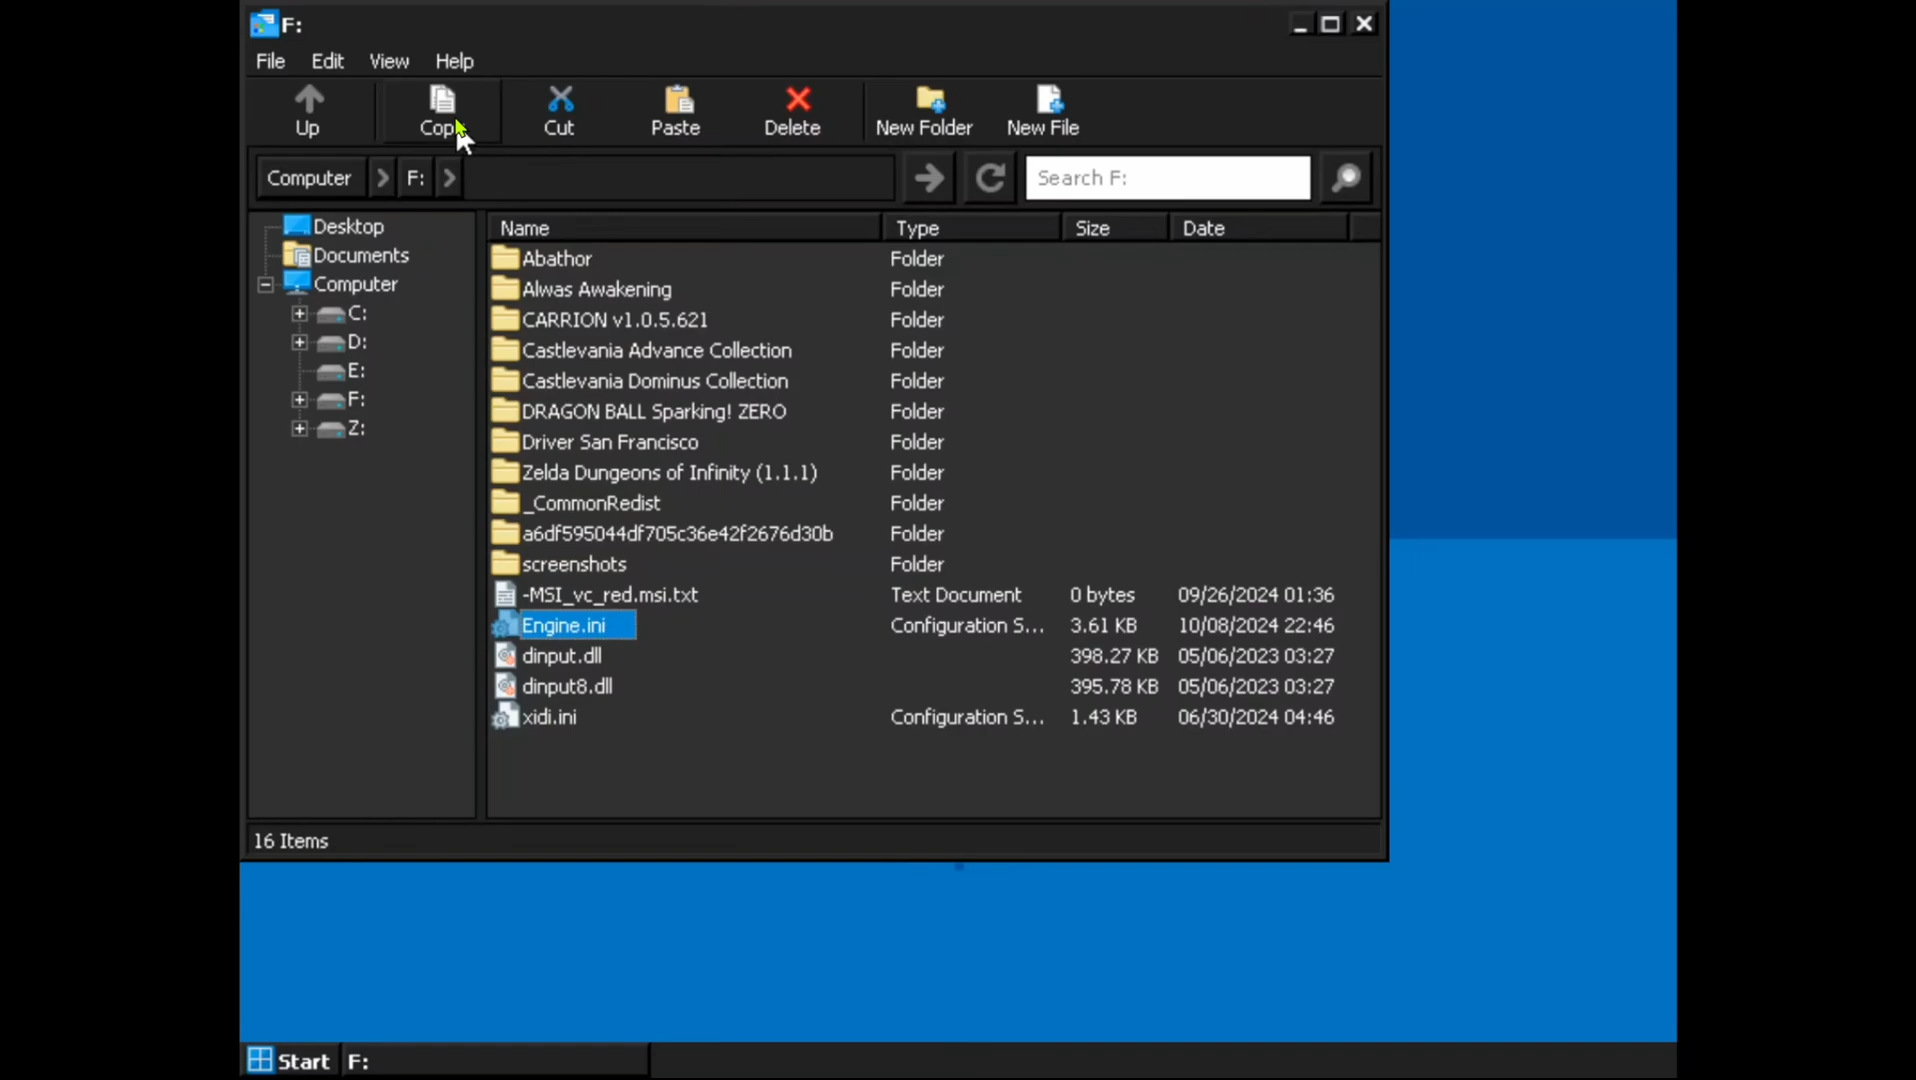 F:
File Edit View Help
Up Copy Cut Paste Delete New Folder New File
Computer F: Search F:
Desktop
Documents
Computer
C:
D:
E:
F:
Z:
Name Type Size Date
Abathor Folder
Alwas Awakening Folder
CARRION v1.0.5.621 Folder
Castlevania Advance Collection Folder
Castlevania Dominus Collection Folder
DRAGON BALL Sparking! ZERO Folder
Driver San Francisco Folder
Zelda Dungeons of Infinity (1.1.1) Folder
_CommonRedist Folder
a6df595044df705c36e42f2676d30b Folder
screenshots Folder
-MSI_vc_red.msi.txt Text Document 0 bytes 09/26/2024 01:36
Engine.ini Configuration S... 3.61 KB 10/08/2024 22:46
dinput.dll 398.27 KB 05/06/2023 03:27
dinput8.dll 395.78 KB 05/06/2023 03:27
xidi.ini Configuration S... 1.43 KB 06/30/2024 04:46
16 Items
Start F: